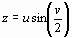 z = u sin(v/2)